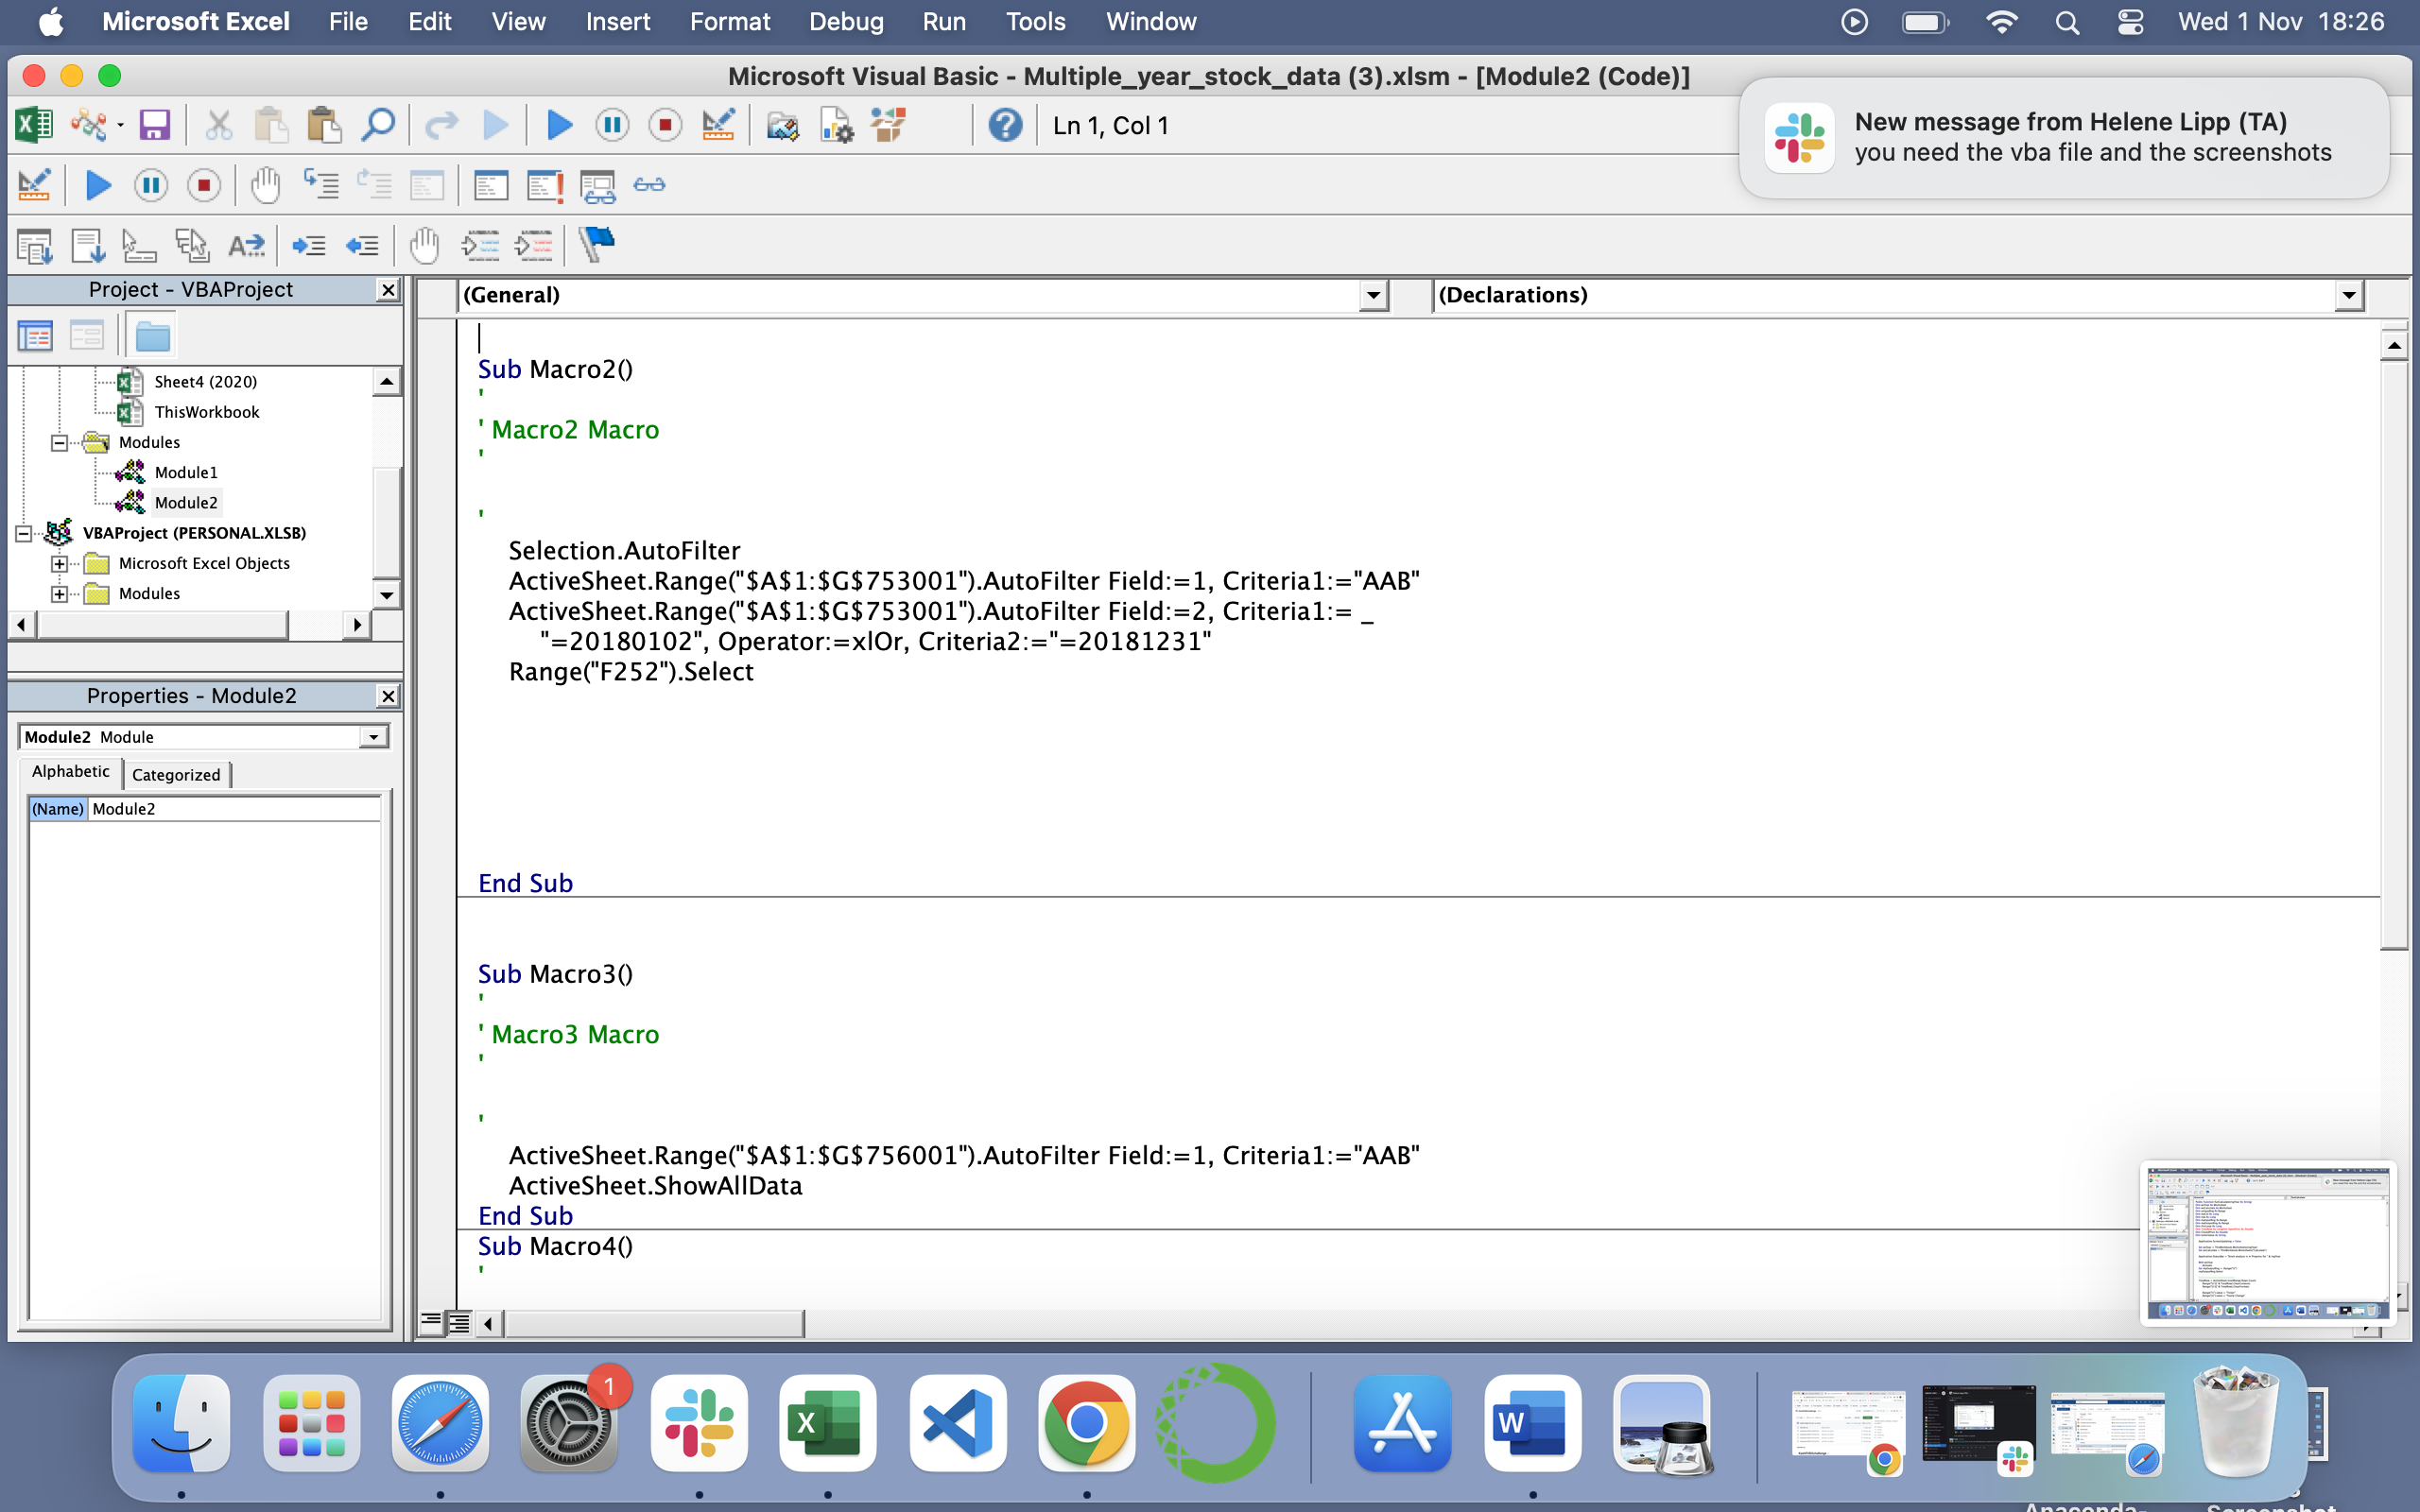 Microsoft Excel File Edit View Insert Format Debug Run Tools Window Wed 1 Nov 18:26
Microsoft Visual Basic - Multiple_year_stock_data (3).xlsm - [Module2 (Code)]
New message from Helene Lipp (TA)
you need the vba file and the screenshots
Ln 1, Col 1
Project - VBAProject
Sheet4 (2020)
ThisWorkbook
Modules
Module1
Module2
VBAProject (PERSONAL.XLSB)
Microsoft Excel Objects
Modules
Properties - Module2
Module2 Module
Alphabetic Categorized
(Name) Module2
(General) (Declarations)
Sub Macro2()
'
' Macro2 Macro
'
'
Selection.AutoFilter
ActiveSheet.Range("$A$1:$G$753001").AutoFilter Field:=1, Criteria1:="AAB"
ActiveSheet.Range("$A$1:$G$753001").AutoFilter Field:=2, Criteria1:= _
"=20180102", Operator:=xlOr, Criteria2:="=20181231"
Range("F252").Select
End Sub
Sub Macro3()
'
' Macro3 Macro
'
'
ActiveSheet.Range("$A$1:$G$756001").AutoFilter Field:=1, Criteria1:="AAB"
ActiveSheet.ShowAllData
End Sub
Sub Macro4()
'
1
X
W